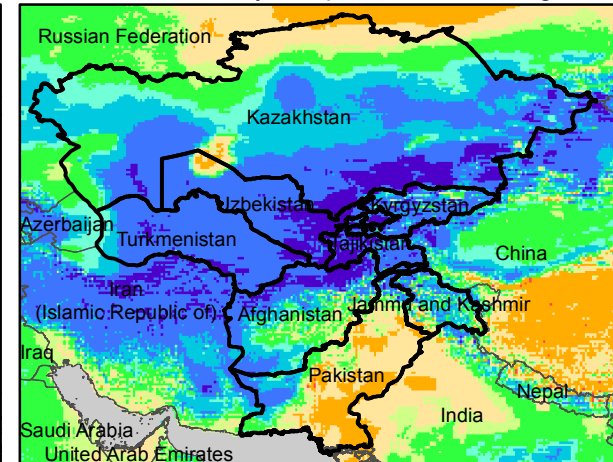 Russian Federation
Kazakhstan
Uzbekistan
Kyrgyzstan
Azerbaijan
Turkmenistan
Tajikistan
China
Iran
(Islamic Republic of)
Afghanistan
Jammu and Kashmir
Iraq
Pakistan
Nepal
India
Saudi Arabia
United Arab Emirates